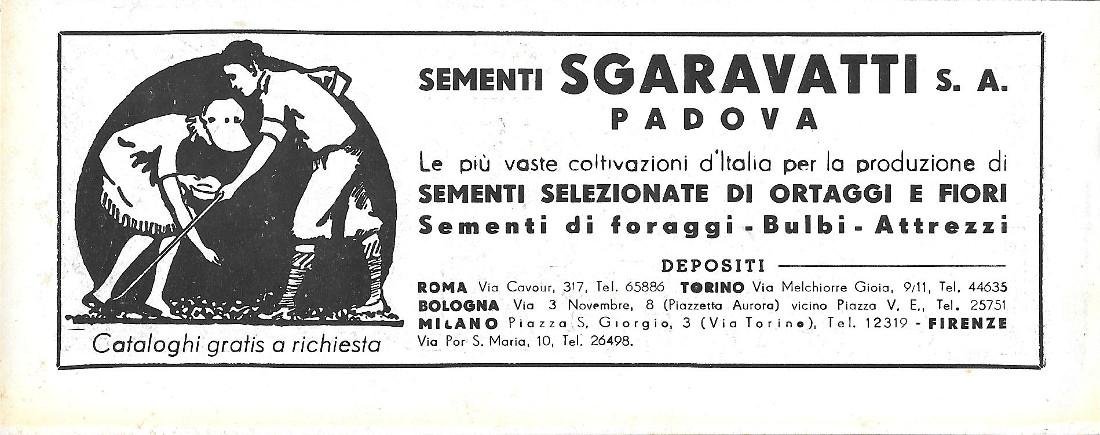 SEMENTI SGARAVATTI S. A.
PADOVA
Le più vaste coltivazioni d'Italia per la produzione di
SEMENTI SELEZIONATE DI ORTAGGI E FIORI
Sementi di foraggi - Bulbi - Attrezzi
DEPOSITI
ROMA Via Cavour, 317, Tel. 65886 TORINO Via Melchiorre Gioia, 9/11, Tel. 44635
BOLOGNA Via 3 Novembre, 8 (Piazzetta Aurora) vicino Piazza V. E., Tel. 25751
MILANO Piazza S. Giorgio, 3 (Via Torino), Tel. 12319 - FIRENZE
Via Por S. Maria, 10, Tel. 26498.
Cataloghi gratis a richiesta